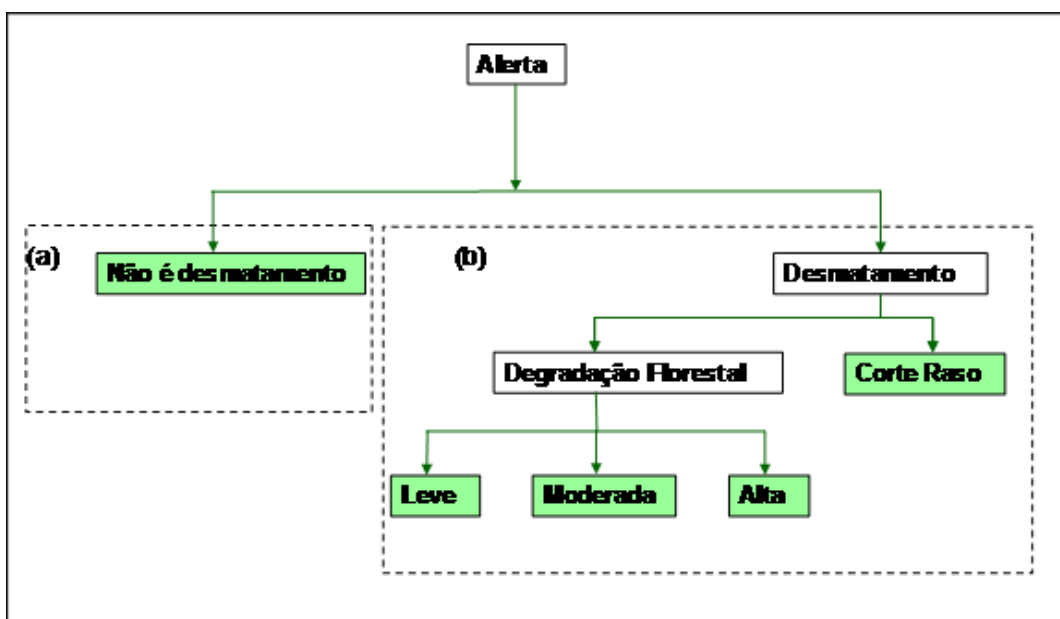 Alerta
(a)
Não é desmatamento
(b)
Desmatamento
Degradação Florestal
Corte Raso
Leve
Moderada
Alta